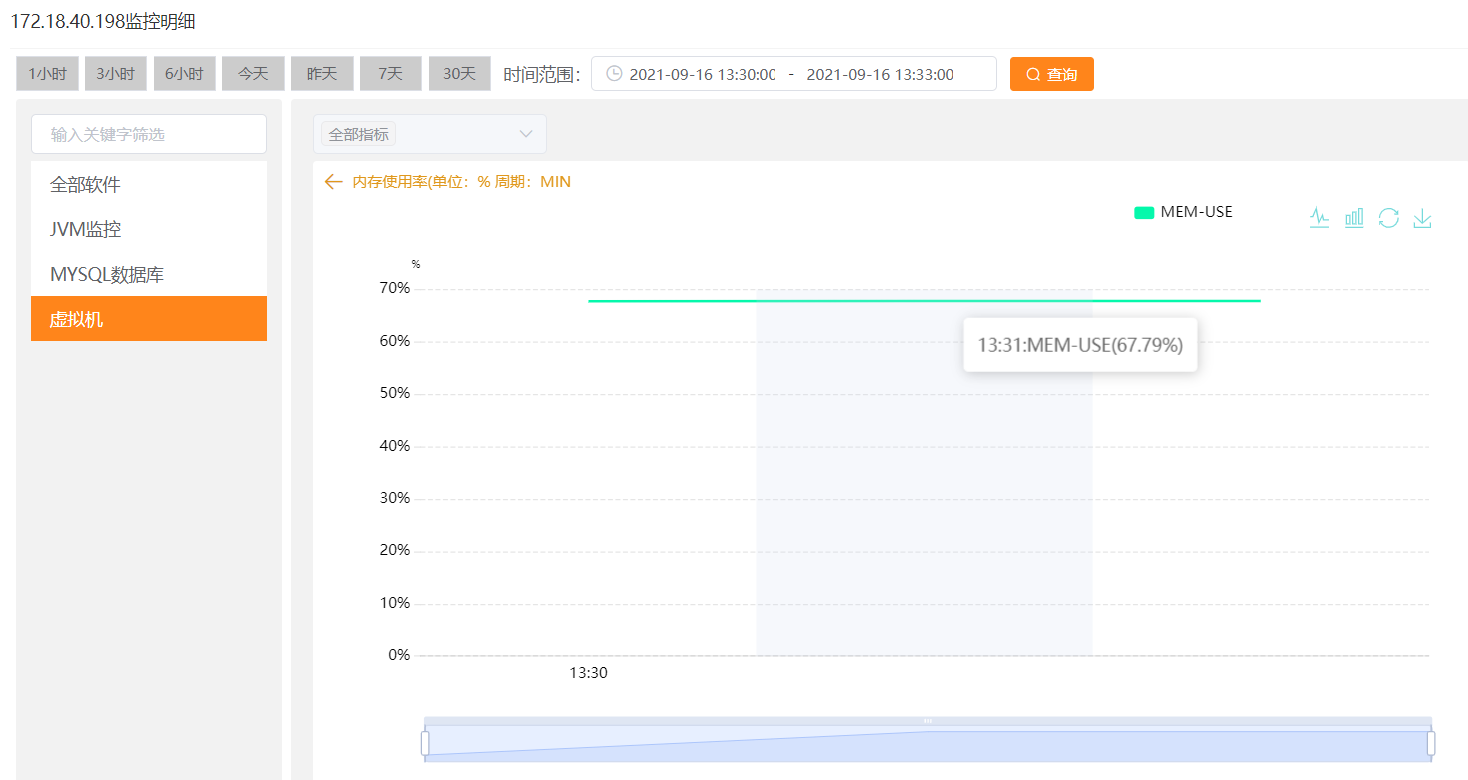 172.18.40.198监控明细
1小时 3小时 6小时 今天 昨天 7天 30天 时间范围： 2021-09-16 13:30:00 - 2021-09-16 13:33:00 查询
输入关键字筛选
全部软件
JVM监控
MYSQL数据库
虚拟机
全部指标
内存使用率(单位：% 周期：MIN
MEM-USE
%
70%
60%
13:31:MEM-USE(67.79%)
50%
40%
30%
20%
10%
0%
13:30